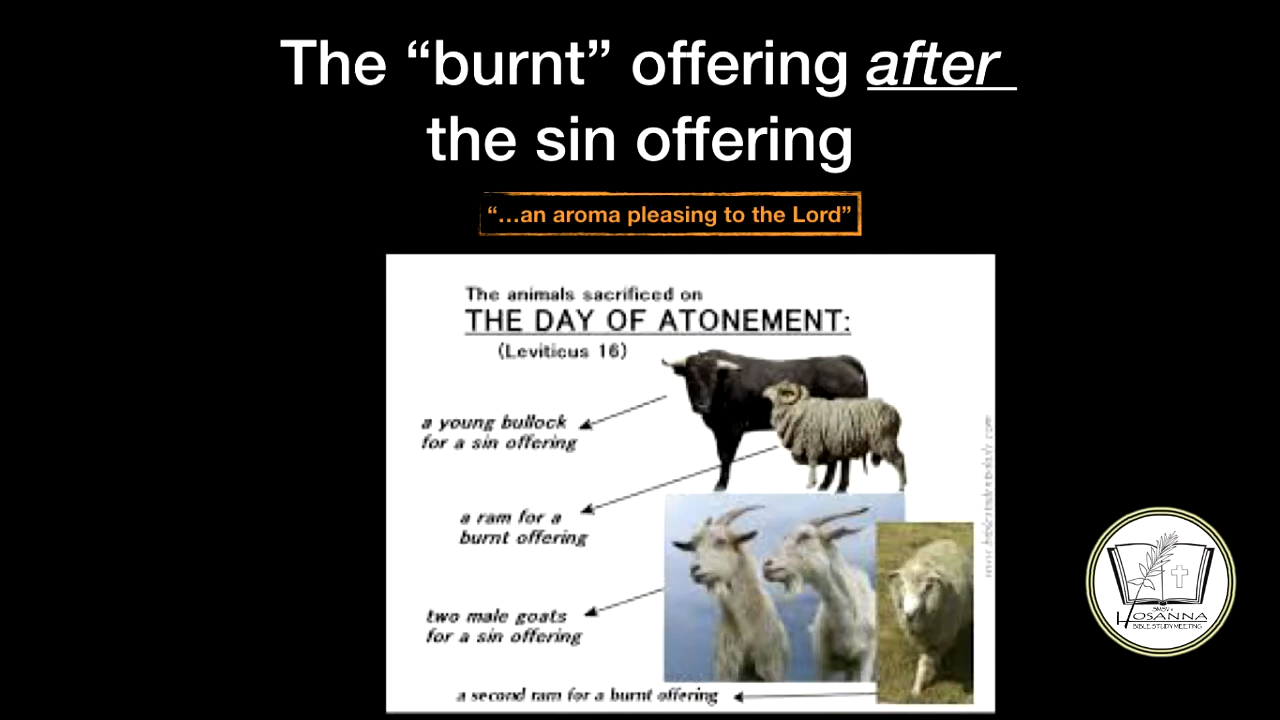 The “burnt” offering after
the sin offering
“…an aroma pleasing to the Lord”
The animals sacrificed on
THE DAY OF ATONEMENT:
(Leviticus 16)
a young bullock
for a sin offering
a ram for a
burnt offering
two male goats
for a sin offering
a second ram for a burnt offering
HOSANNA
BIBLE STUDY MEETING